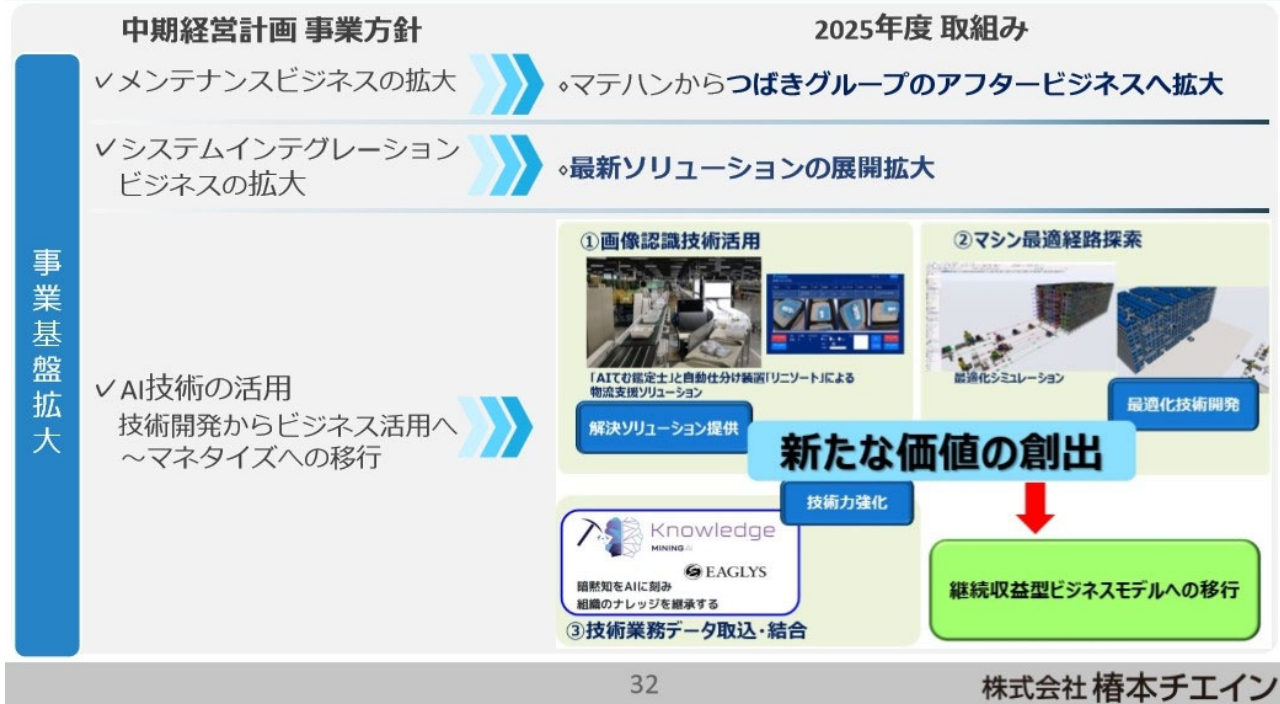 中期経営計画 事業方針
2025年度 取組み
事業基盤拡大
✓メンテナンスビジネスの拡大
⋄マテハンからつばきグループのアフタービジネスへ拡大
✓システムインテグレーション
ビジネスの拡大
⋄最新ソリューションの展開拡大
✓AI技術の活用
技術開発からビジネス活用へ
~マネタイズへの移行
①画像認識技術活用
「AIてむ鑑定士」と自動仕分け装置「リニソート」による
物流支援ソリューション
解決ソリューション提供
②マシン最適経路探索
最適化シミュレーション
最適化技術開発
新たな価値の創出
技術力強化
Knowledge
MINING AI
EAGLYS
暗黙知をAIに刻み
組織のナレッジを継承する
③技術業務データ取込・結合
継続収益型ビジネスモデルへの移行
32
株式会社 椿本チエイン